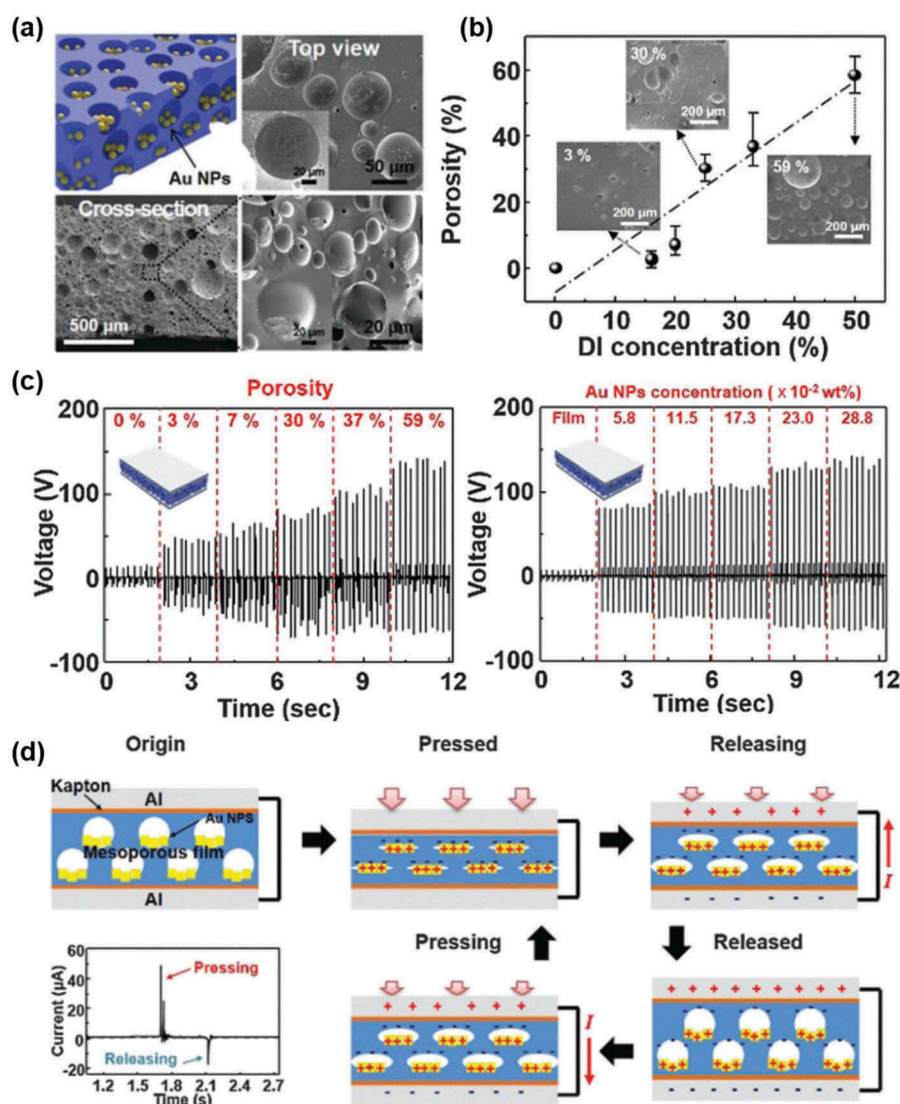 (a)
Top view
Au NPs
20 µm
50 µm
Cross-section
500 µm
20 µm
20 µm
(b)
Porosity (%)
60
40
20
0
30 %
200 µm
3 %
200 µm
59 %
200 µm
0 10 20 30 40 50
DI concentration (%)
(c)
Porosity
0 % 3 % 7 % 30 % 37 % 59 %
Voltage (V)
200
100
0
-100
0 3 6 9 12
Time (sec)
Au NPs concentration ( x 10-2 wt%)
Film 5.8 11.5 17.3 23.0 28.8
Voltage (V)
200
100
0
-100
0 3 6 9 12
Time (sec)
(d)
Origin
Kapton
Al
Au NPS
Mesoporous film
Al
Pressed
Releasing
I
Pressing
Released
I
Current (µA)
60
40
20
0
-20
Pressing
Releasing
1.2 1.5 1.8 2.1 2.4 2.7
Time (s)